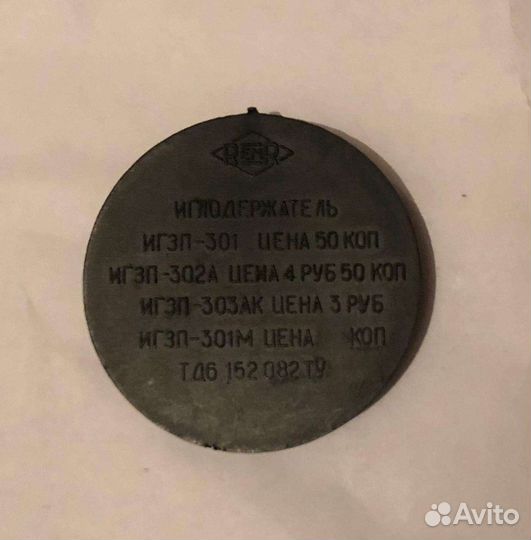 ИГЛОДЕРЖАТЕЛЬ
ИГЗП-301 ЦЕНА 50 КОП
ИГЗП-302А ЦЕНА 4 РУБ 50 КОП
ИГЗП-303АК ЦЕНА 3 РУБ
ИГЗП-301М ЦЕНА КОП
ТД6 152 082 ТУ
Avito